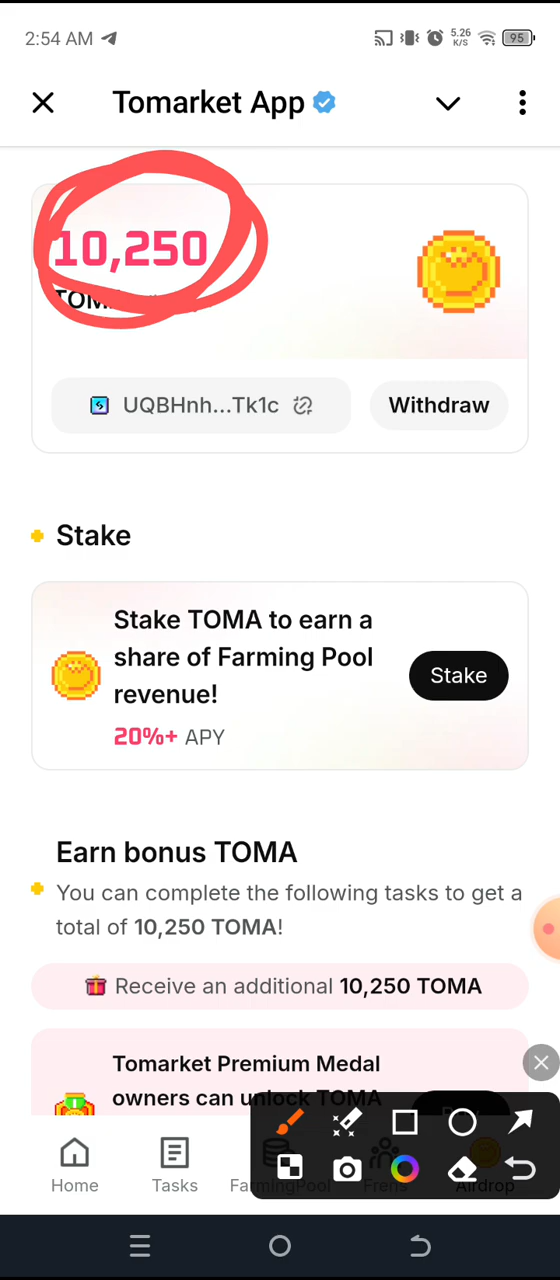 2:54 AM
5.26
K/S
95
Tomarket App
10,250
UQBHnh...Tk1c
Withdraw
Stake
Stake TOMA to earn a
share of Farming Pool
revenue!
Stake
20%+ APY
Earn bonus TOMA
You can complete the following tasks to get a
total of 10,250 TOMA!
Receive an additional 10,250 TOMA
Tomarket Premium Medal
owners can unlock TOMA
Home
Tasks
FarmingPool
Frens
Airdrop